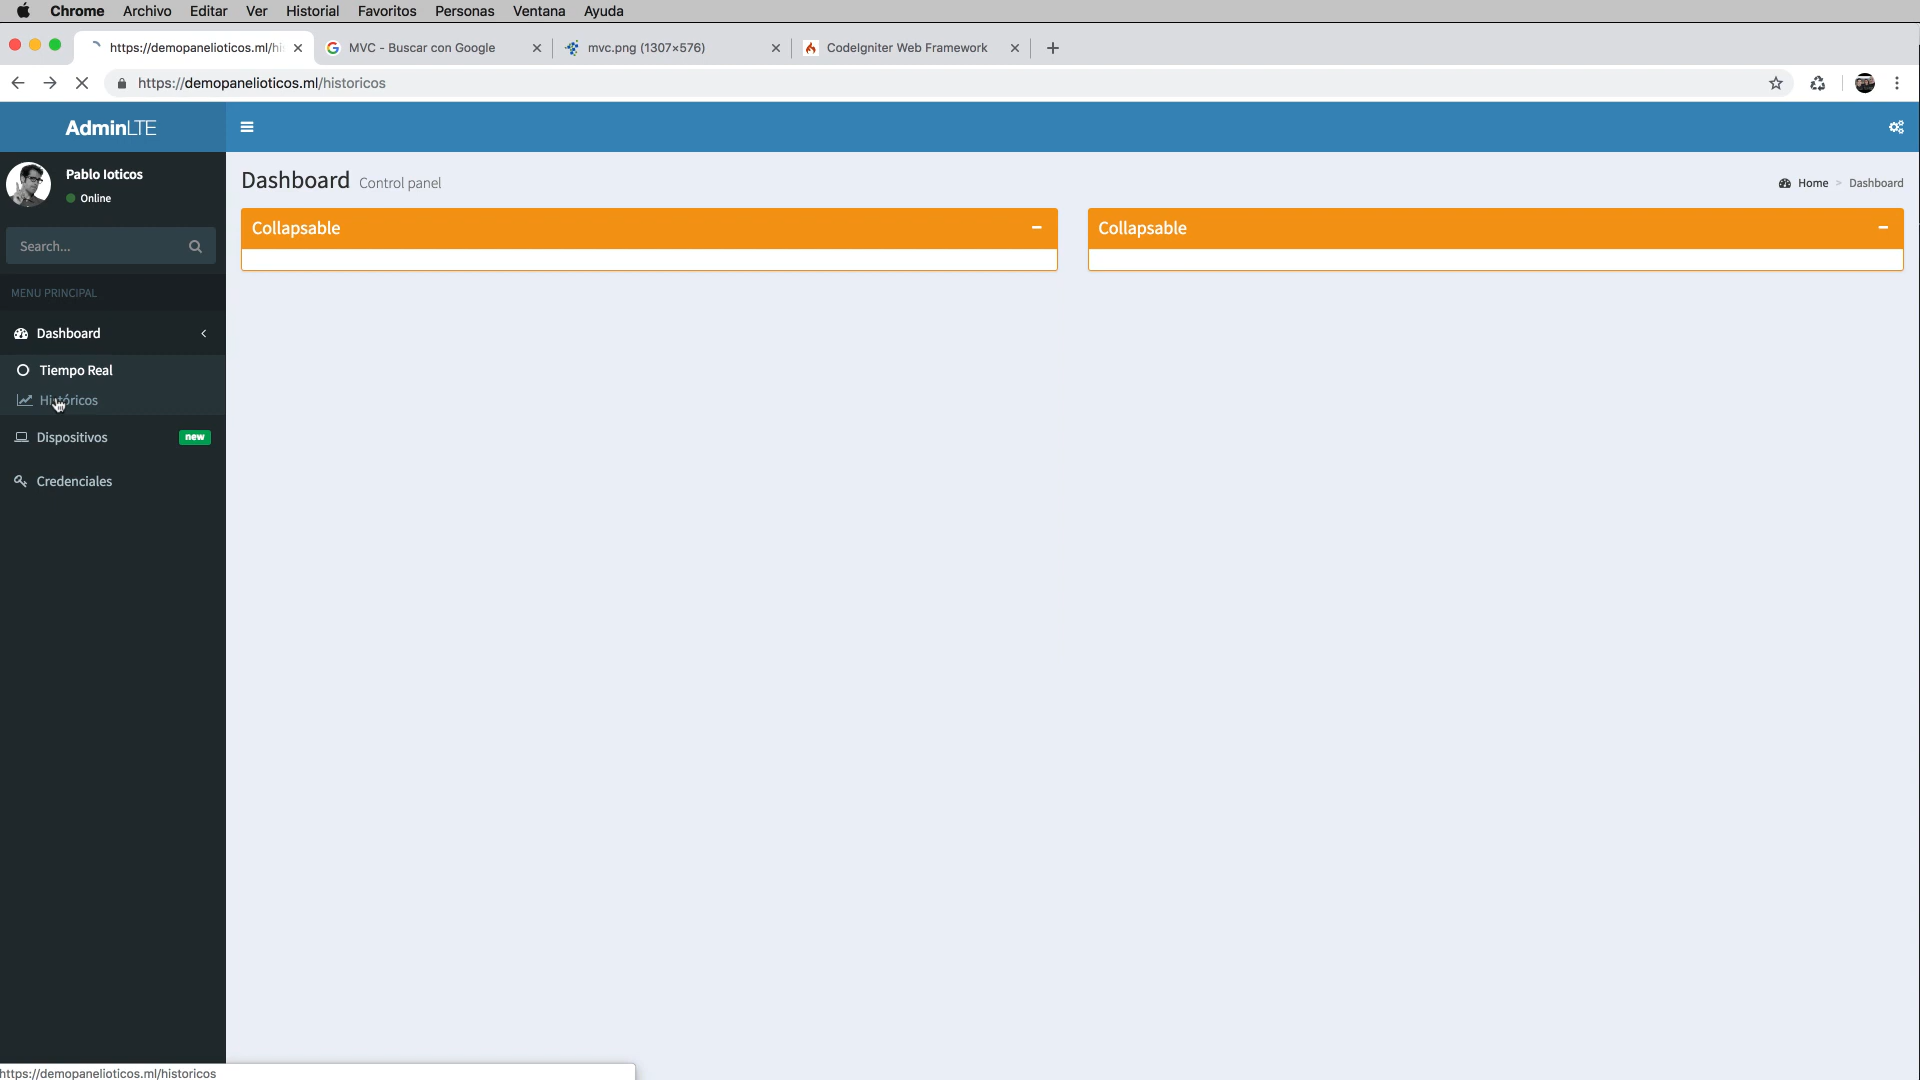 Chrome Archivo Editar Ver Historial Favoritos Personas Ventana Ayuda
https://demopanelioticos.ml/hi MVC - Buscar con Google mvc.png (1307×576) CodeIgniter Web Framework
https://demopanelioticos.ml/historicos
AdminLTE
Pablo Ioticos
Online
Search...
MENU PRINCIPAL
Dashboard
Tiempo Real
Históricos
Dispositivos new
Credenciales
Dashboard Control panel
Home > Dashboard
Collapsable
Collapsable
https://demopanelioticos.ml/historicos